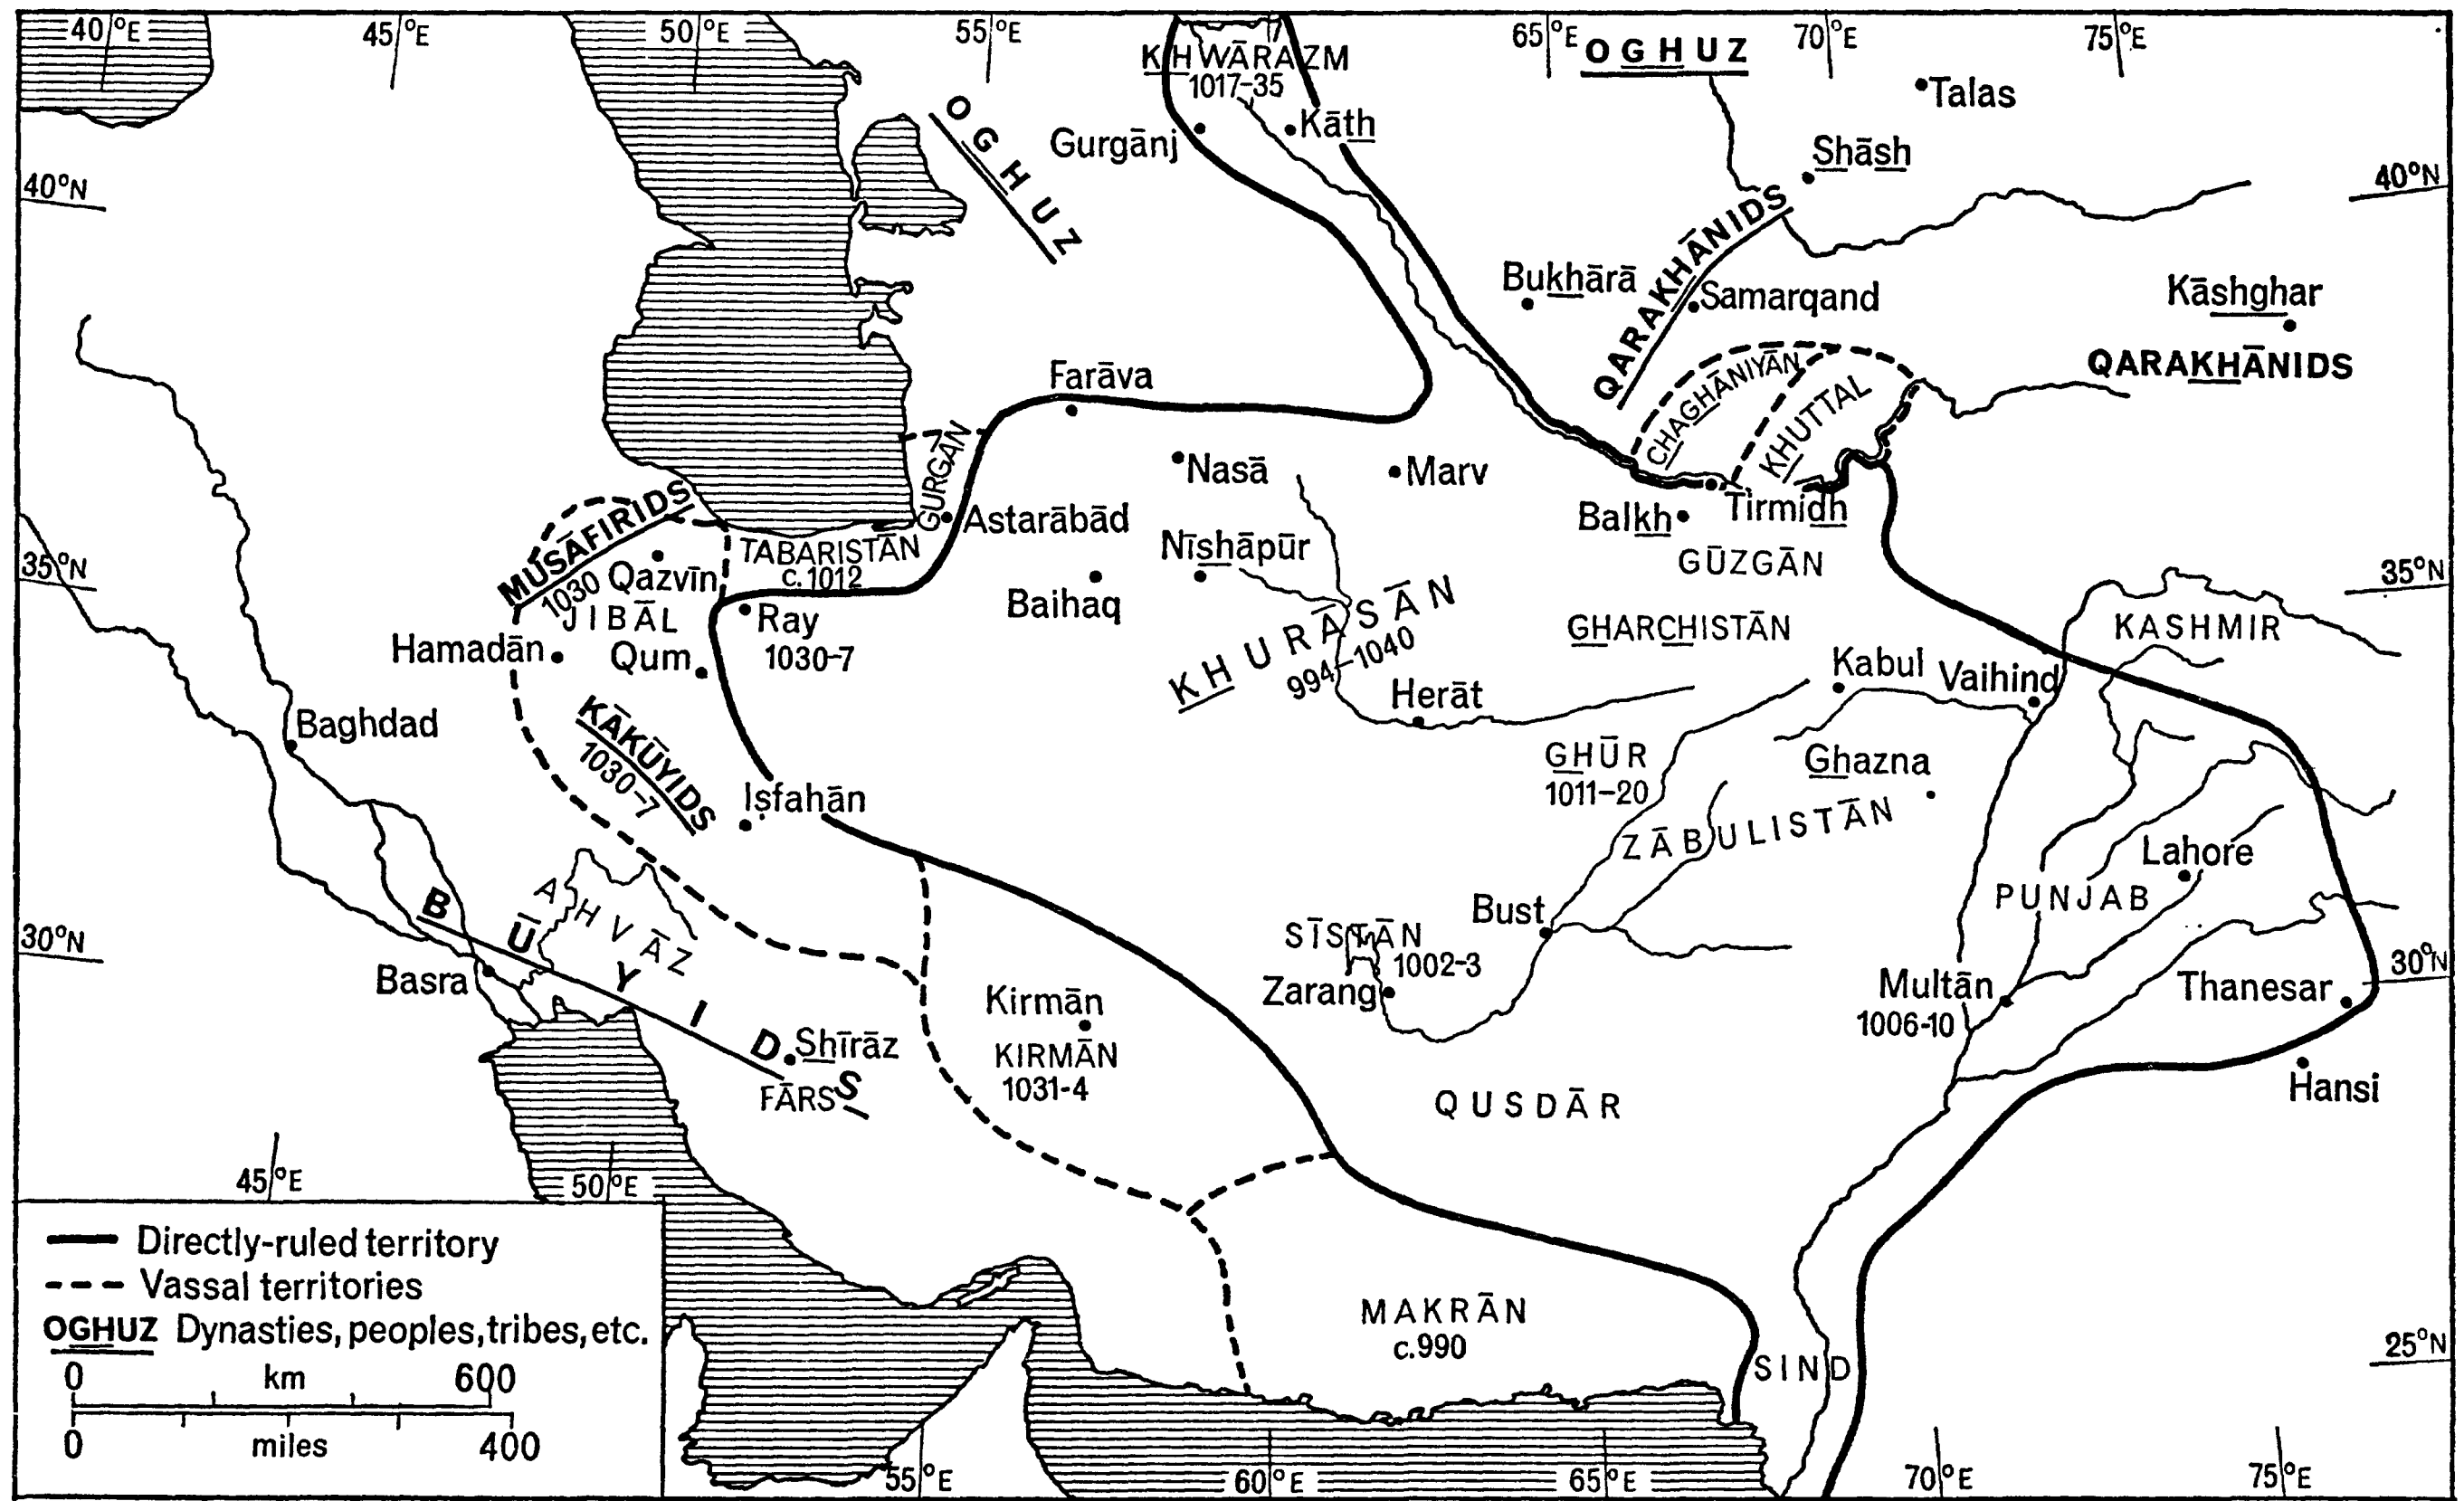 40°E
45°E
50°E
55°E
65°E
70°E
75°E
KHWĀRAZM
1017–35
OGHUZ
Talas
OGHUZ
Gurgānj
Kāth
Shāsh
40°N
40°N
QARAKHĀNIDS
Bukhārā
Samarqand
Kāshghar
QARAKHĀNIDS
Farāva
CHAGHĀNIYĀN
KHUTTAL
GURGĀN
Nasā
Marv
MUSĀFIRIDS
1030
Astarābād
Balkh
Tirmidh
TABARISTĀN
c.1012
Nīshāpūr
GŪZGĀN
35°N
35°N
Qazvīn
JIBĀL
Ray
1030-7
Baihaq
KHURĀSĀN
994–1040
GHARCHISTĀN
KASHMIR
Hamadān
Qum
Kabul
Vaihind
Herāt
Baghdad
KĀKŪYIDS
1030-7
GHŪR
1011–20
Ghazna
Iṣfahān
ZĀBULISTĀN
Lahore
PUNJAB
AHVĀZ
BŪYIDS
Bust
SĪSTĀN
1002-3
30°N
30°N
Basra
Zarang
Multān
1006-10
Thanesar
Kirmān
KIRMĀN
1031-4
Shīrāz
FĀRS
Hansi
QUSDĀR
45°E
50°E
Directly-ruled territory
Vassal territories
OGHUZ Dynasties, peoples, tribes, etc.
0 km 600
0 miles 400
MAKRĀN
c.990
SIND
25°N
55°E
60°E
65°E
70°E
75°E